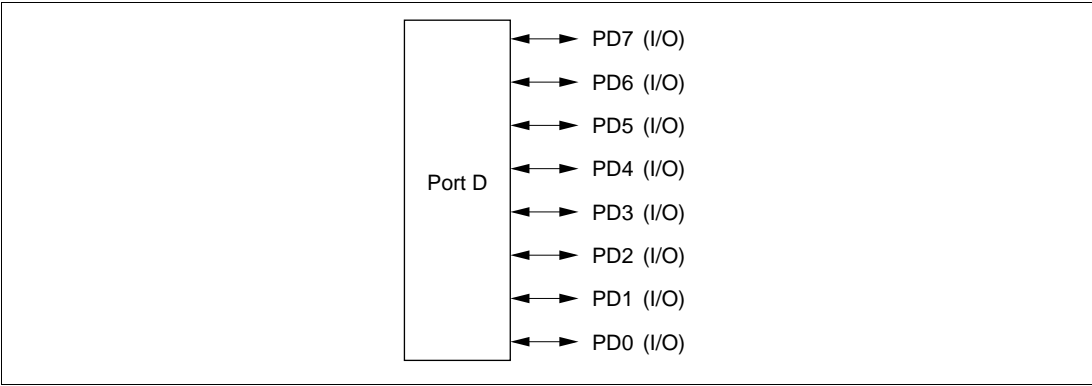 PD7 (I/O)
PD6 (I/O)
PD5 (I/O)
PD4 (I/O)
Port D
PD3 (I/O)
PD2 (I/O)
PD1 (I/O)
PD0 (I/O)